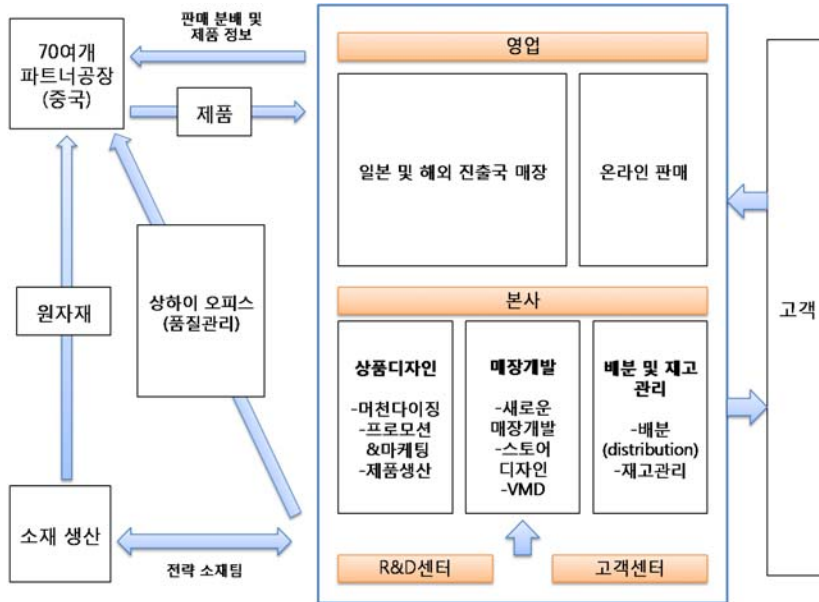 판매 분배 및
제품 정보
70여개
파트너공장
(중국)
제품
원자재
상하이 오피스
(품질관리)
소재 생산
전략 소재팀
영업
일본 및 해외 진출국 매장
온라인 판매
본사
상품디자인
-머천다이징
-프로모션
&마케팅
-제품생산
매장개발
-새로운
매장개발
-스토어
디자인
-VMD
배분 및 재고
관리
-배분
(distribution)
-재고관리
R&D센터
고객센터
고객